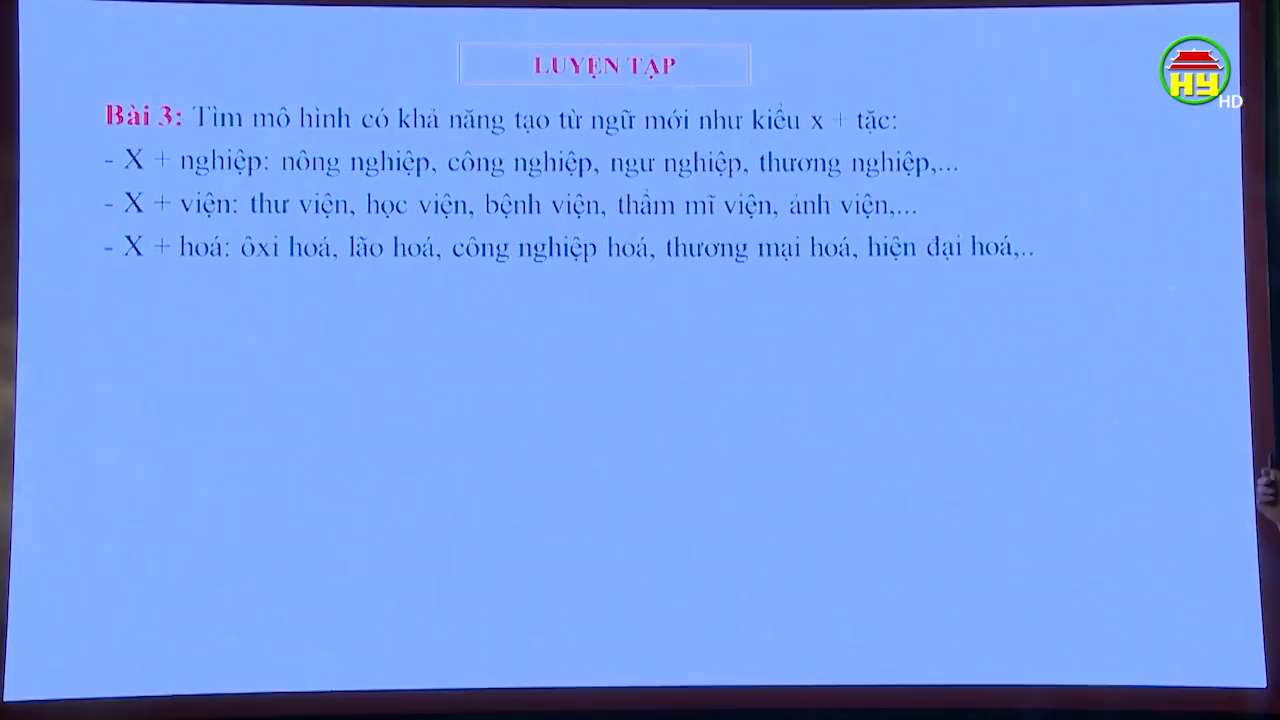 LUYỆN TẬP
HY
HD
Bài 3: Tìm mô hình có khả năng tạo từ ngữ mới như kiểu x + tặc:
- X + nghiệp: nông nghiệp, công nghiệp, ngư nghiệp, thương nghiệp,...
- X + viện: thư viện, học viện, bệnh viện, thẩm mĩ viện, ảnh viện,...
- X + hoá: ôxi hoá, lão hoá, công nghiệp hoá, thương mại hoá, hiện đại hoá,..